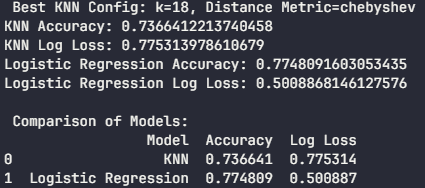 Best KNN Config: k=18, Distance Metric=chebyshev
KNN Accuracy: 0.7366412213740458
KNN Log Loss: 0.775313978610679
Logistic Regression Accuracy: 0.7748091603053435
Logistic Regression Log Loss: 0.5008868146127576
Comparison of Models:
Model Accuracy Log Loss
0 KNN 0.736641 0.775314
1 Logistic Regression 0.774809 0.500887